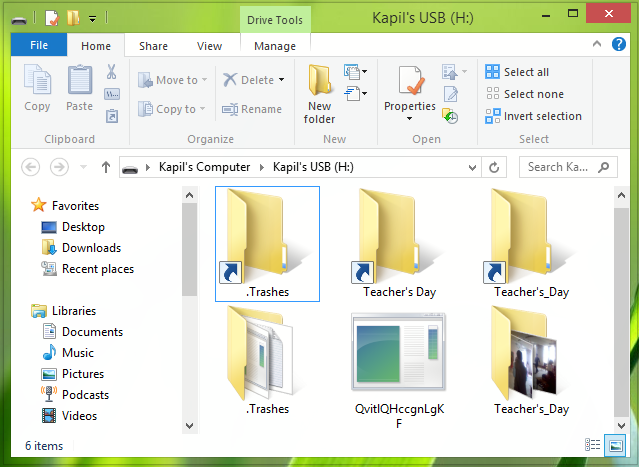 Drive Tools
Kapil's USB (H:)
File
Home
Share
View
Manage
Copy
Paste
Clipboard
Move to
Copy to
Delete
Rename
Organize
New
folder
New
Properties
Open
Select all
Select none
Invert selection
Select
Kapil's Computer
Kapil's USB (H:)
Search Ka...
Favorites
Desktop
Downloads
Recent places
Libraries
Documents
Music
Pictures
Podcasts
Videos
.Trashes
Teacher's Day
Teacher's_Day
.Trashes
QvitlQHccgnLgK
F
Teacher's_Day
6 items